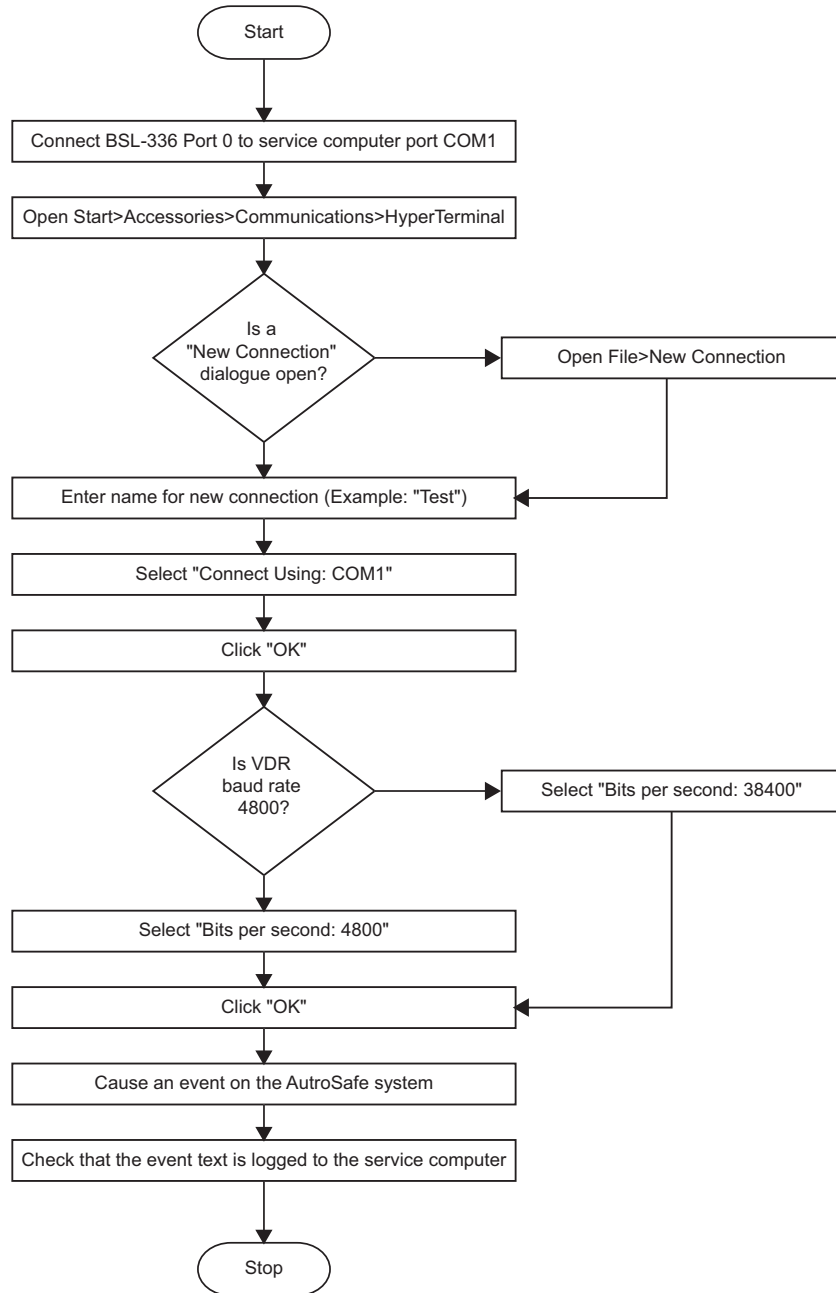 Start
Connect BSL-336 Port 0 to service computer port COM1
Open Start>Accessories>Communications>HyperTerminal
Is a
"New Connection"
dialogue open?
Open File>New Connection
Enter name for new connection (Example: "Test")
Select "Connect Using: COM1"
Click "OK"
Is VDR
baud rate
4800?
Select "Bits per second: 38400"
Select "Bits per second: 4800"
Click "OK"
Cause an event on the AutroSafe system
Check that the event text is logged to the service computer
Stop